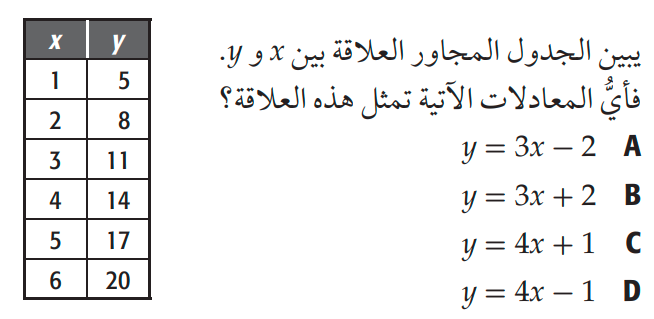 يبين الجدول المجاور العلاقة بين x و y.
فأيُّ المعادلات الآتية تمثل هذه العلاقة؟
A y = 3x − 2
B y = 3x + 2
C y = 4x + 1
D y = 4x − 1
x y
1 5
2 8
3 11
4 14
5 17
6 20